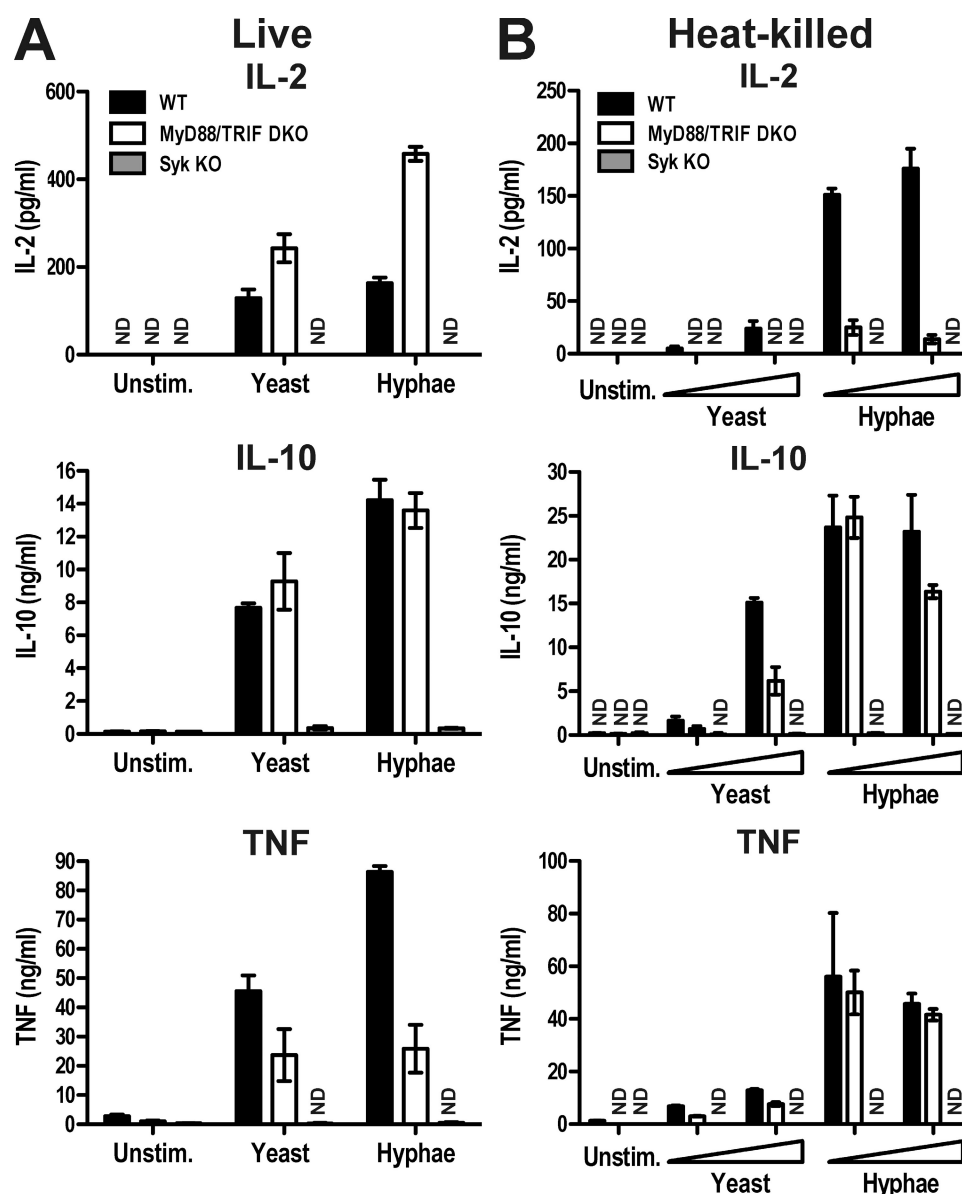 A
Live
IL-2
WT
MyD88/TRIF DKO
Syk KO
IL-2 (pg/ml)
600
400
200
0
ND ND ND ND ND
Unstim. Yeast Hyphae
IL-10
IL-10 (ng/ml)
16
14
12
10
8
6
4
2
0
Unstim. Yeast Hyphae
TNF
TNF (ng/ml)
90
80
70
60
50
40
30
20
10
0
ND ND
Unstim. Yeast Hyphae
B
Heat-killed
IL-2
WT
MyD88/TRIF DKO
Syk KO
IL-2 (pg/ml)
250
200
150
100
50
0
ND ND ND ND ND ND ND ND ND
Unstim.
Yeast Hyphae
IL-10
IL-10 (ng/ml)
30
25
20
15
10
5
0
ND ND ND ND ND ND ND
Unstim.
Yeast Hyphae
TNF
TNF (ng/ml)
100
80
60
40
20
0
ND ND ND ND ND ND
Unstim.
Yeast Hyphae